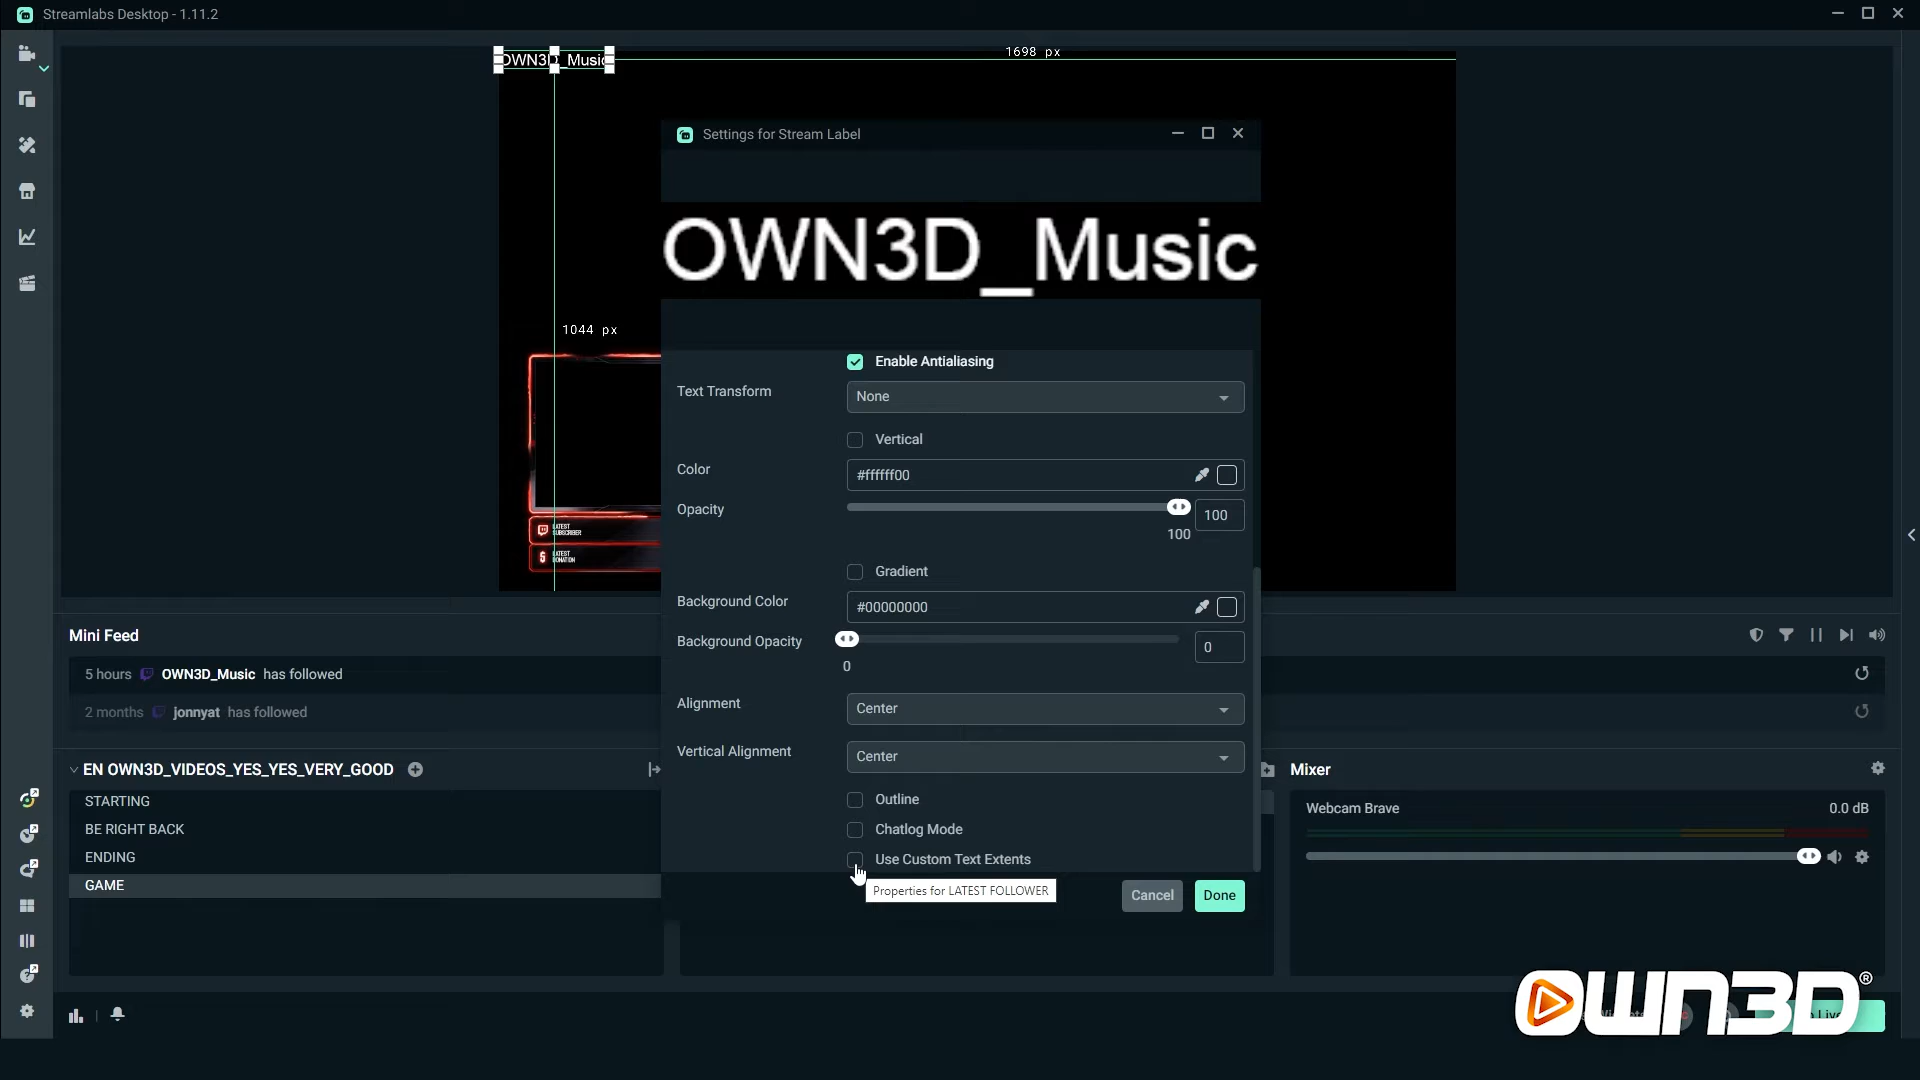 Streamlabs Desktop - 1.11.2
OWN3D_Music
1698 px
Settings for Stream Label
OWN3D_Music
1044 px
Enable Antialiasing
Text Transform
None
Vertical
Color
#ffffff00
Opacity
100
100
Gradient
Background Color
#00000000
Background Opacity
0
0
Alignment
Center
Vertical Alignment
Center
Outline
Chatlog Mode
Use Custom Text Extents
Properties for LATEST FOLLOWER
Cancel
Done
LATEST
SUBSCRIBER
LATEST
DONATION
Mini Feed
5 hours OWN3D_Music has followed
2 months jonnyat has followed
EN OWN3D_VIDEOS_YES_YES_VERY_GOOD
STARTING
BE RIGHT BACK
ENDING
GAME
Mixer
Webcam Brave
0.0 dB
OWN3D®